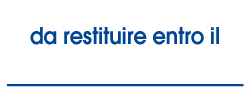 da restituire entro il